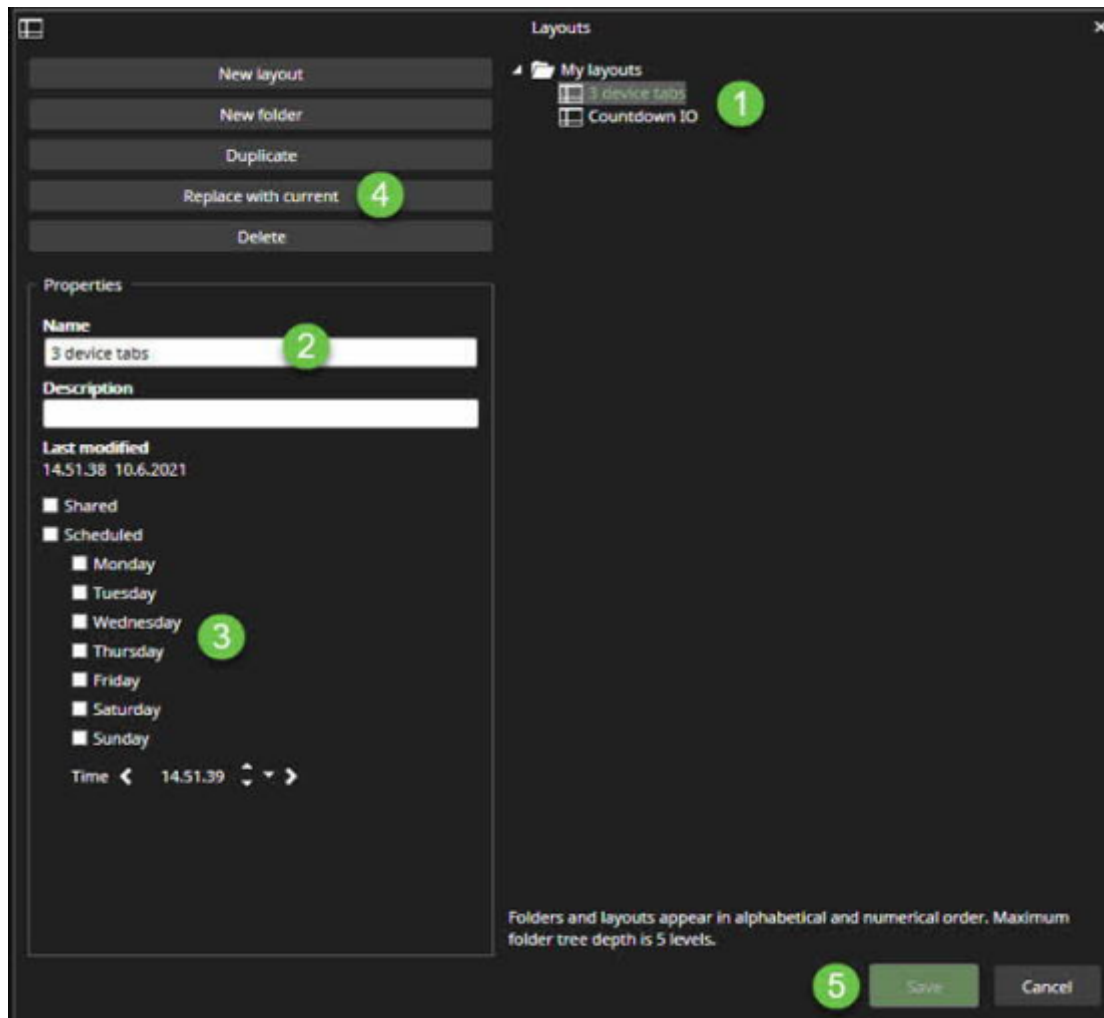 Layouts
New layout
New folder
Duplicate
Replace with current 4
Delete
My layouts
3 device tabs
Countdown IO
1
Properties
Name
3 device tabs 2
Description
Last modified
14.51.38 10.6.2021
Shared
Scheduled
Monday
Tuesday
Wednesday
Thursday
Friday
Saturday
Sunday
3
Time 14.51.39
Folders and layouts appear in alphabetical and numerical order. Maximum
folder tree depth is 5 levels.
5 Save Cancel